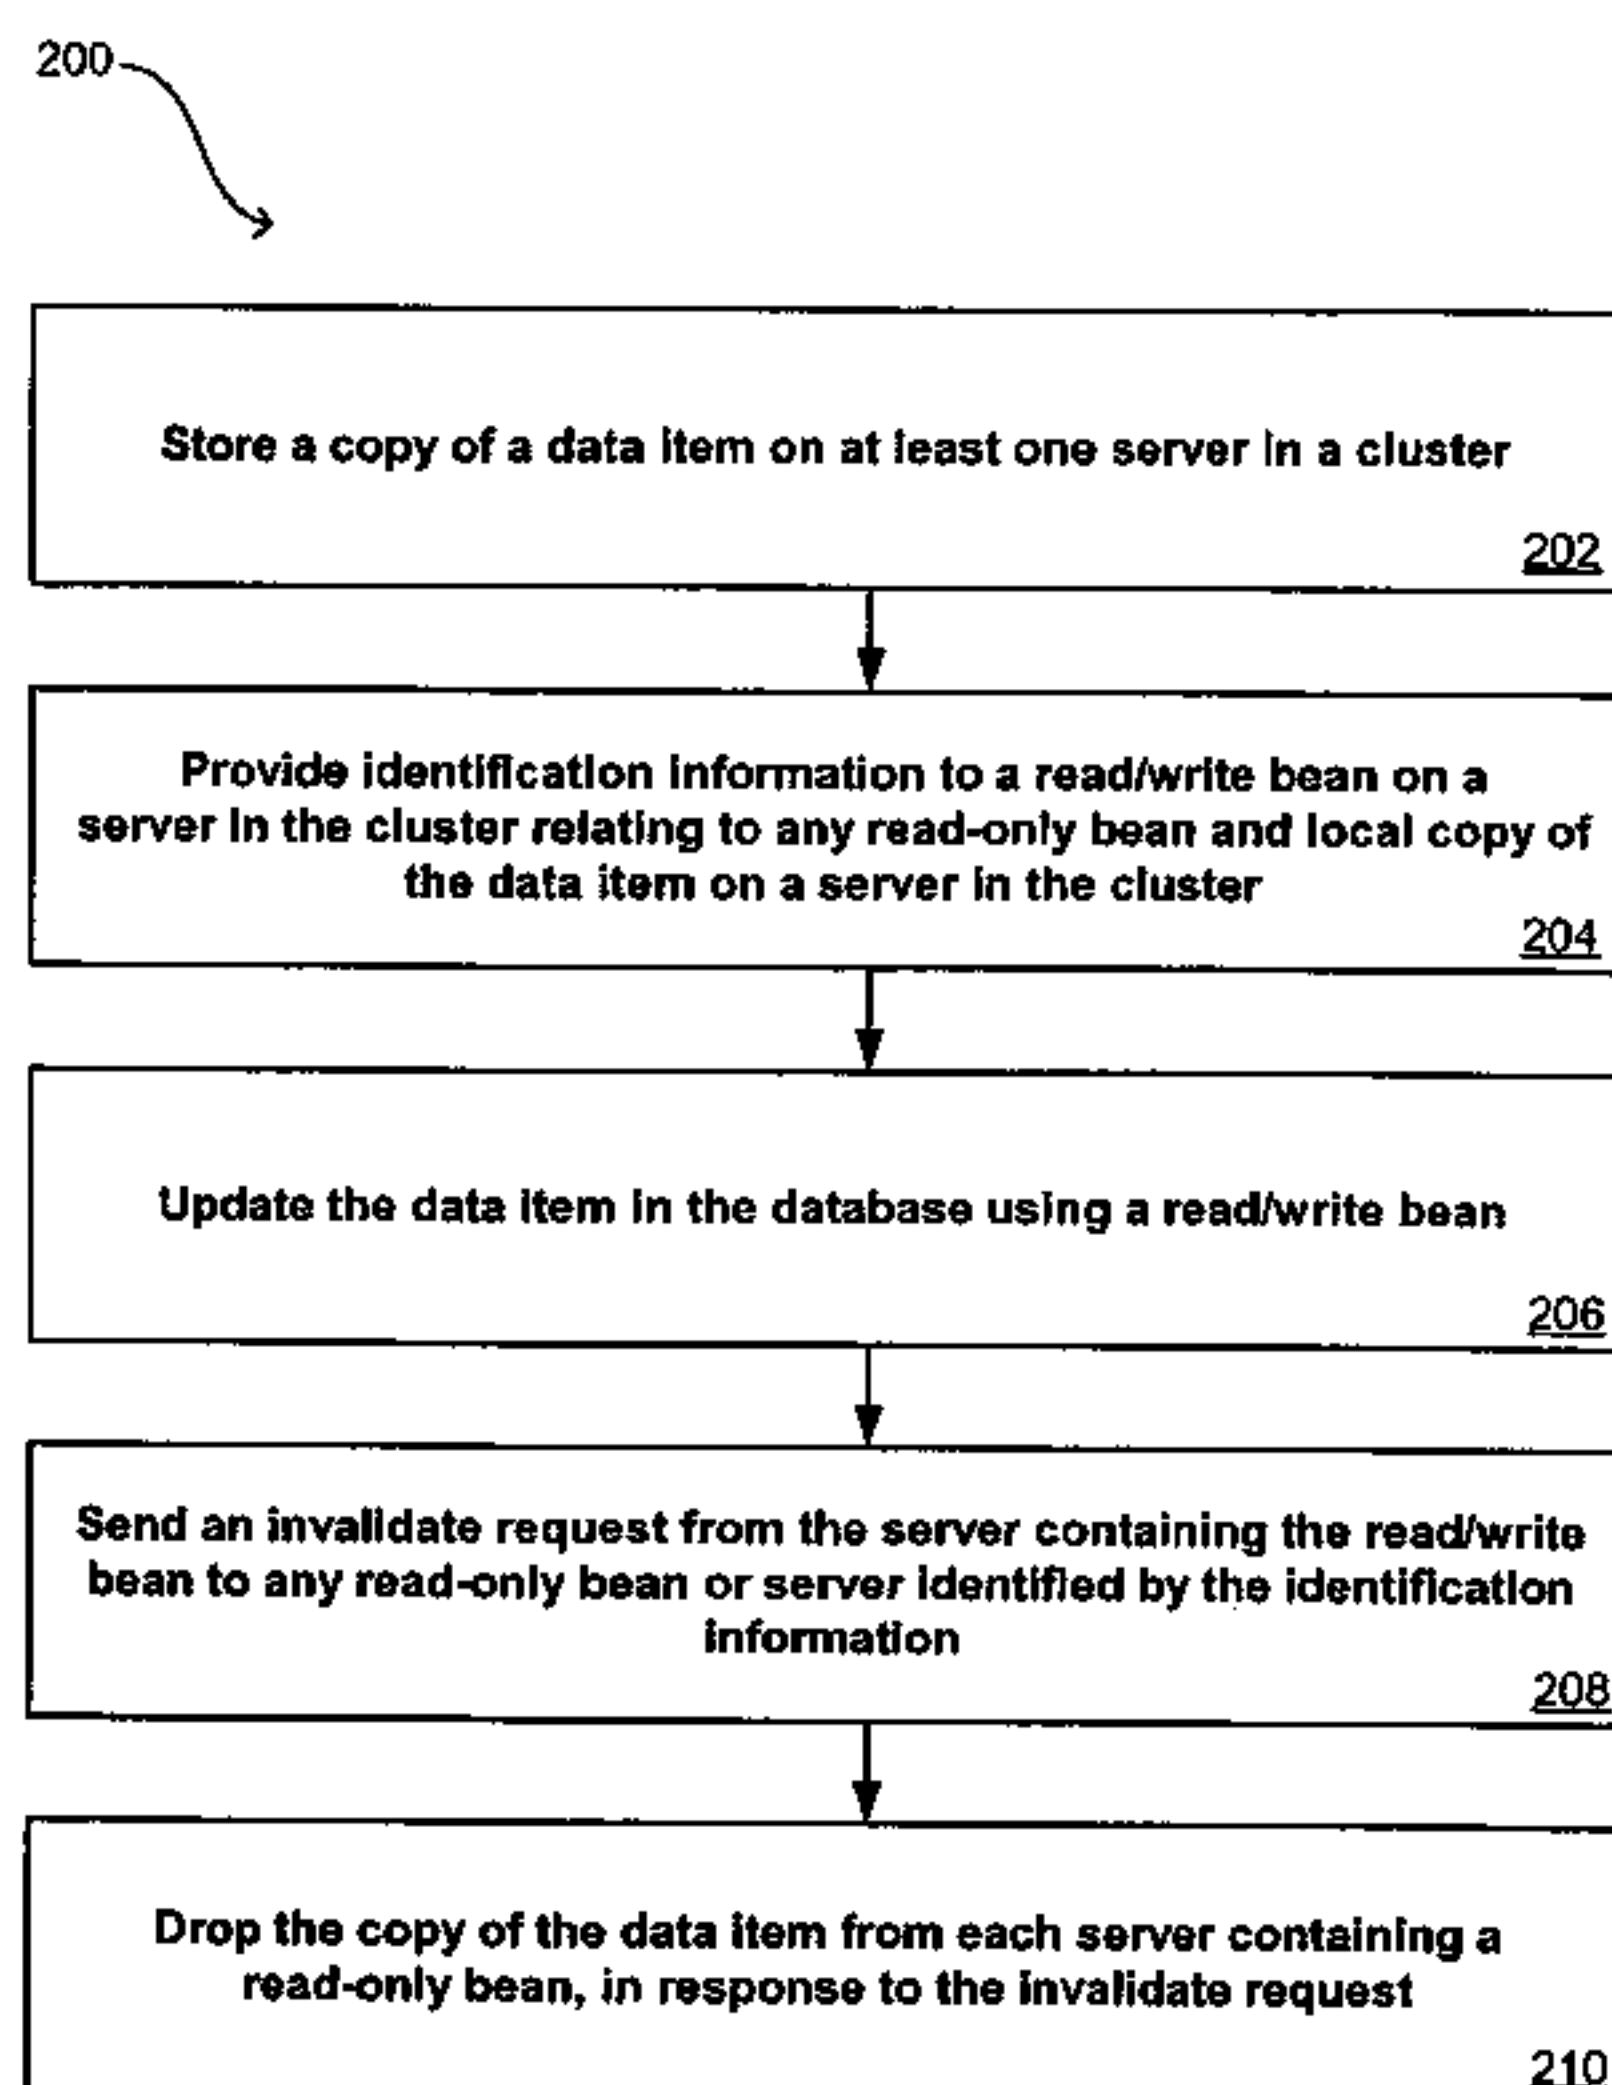 200
Store a copy of a data item on at least one server in a cluster
202
Provide identification information to a read/write bean on a
server in the cluster relating to any read-only bean and local copy of
the data item on a server in the cluster
204
Update the data item in the database using a read/write bean
206
Send an invalidate request from the server containing the read/write
bean to any read-only bean or server identified by the identification
information
208
Drop the copy of the data item from each server containing a
read-only bean, in response to the invalidate request
210